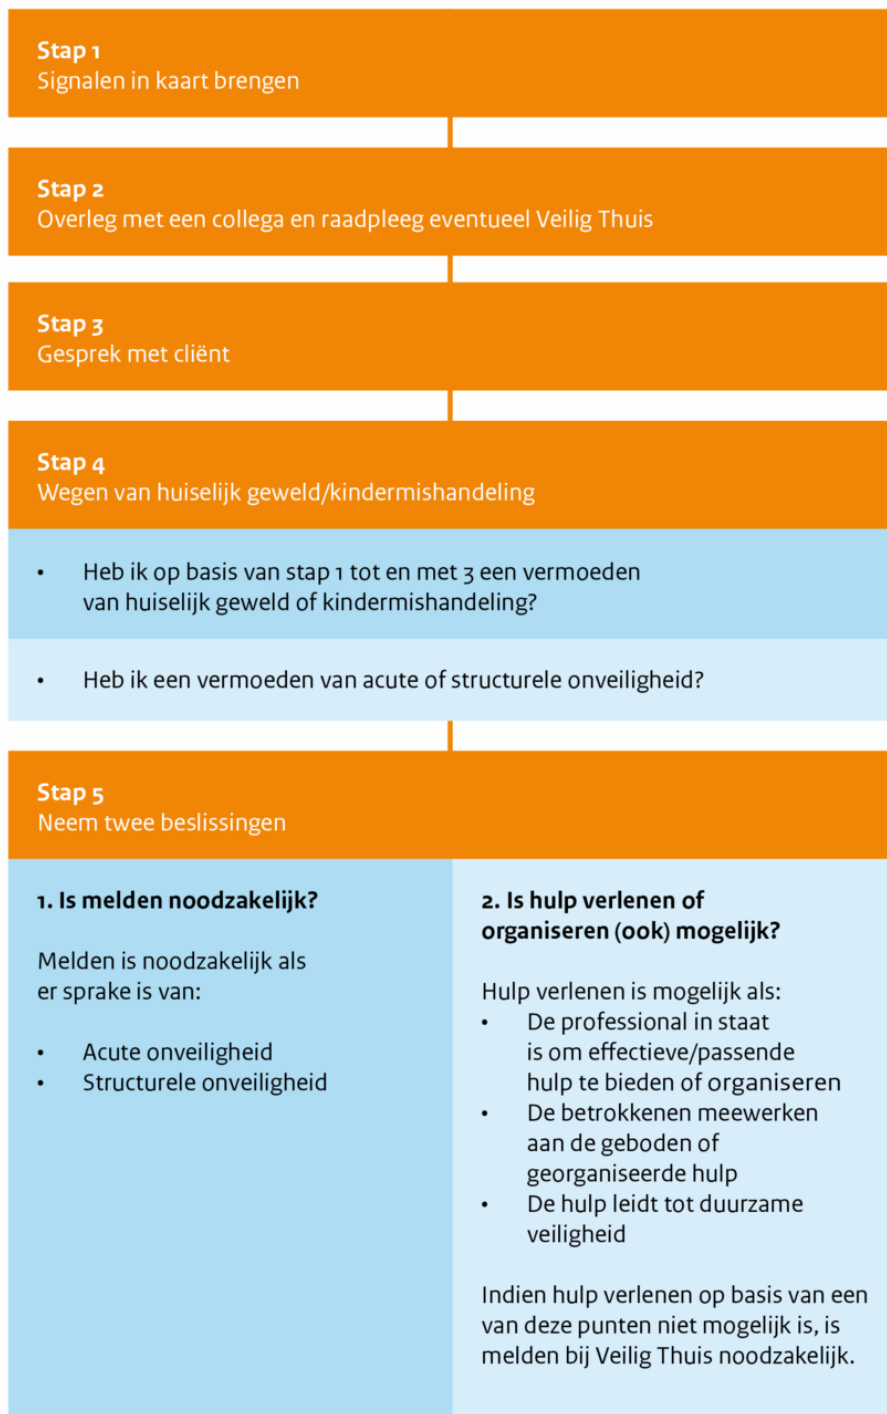 Stap 1
Signalen in kaart brengen
Stap 2
Overleg met een collega en raadpleeg eventueel Veilig Thuis
Stap 3
Gesprek met cliënt
Stap 4
Wegen van huiselijk geweld/kindermishandeling
• Heb ik op basis van stap 1 tot en met 3 een vermoeden
van huiselijk geweld of kindermishandeling?
• Heb ik een vermoeden van acute of structurele onveiligheid?
Stap 5
Neem twee beslissingen
1. Is melden noodzakelijk?
Melden is noodzakelijk als
er sprake is van:
• Acute onveiligheid
• Structurele onveiligheid
2. Is hulp verlenen of
organiseren (ook) mogelijk?
Hulp verlenen is mogelijk als:
• De professional in staat
is om effectieve/passende
hulp te bieden of organiseren
• De betrokkenen meewerken
aan de geboden of
georganiseerde hulp
• De hulp leidt tot duurzame
veiligheid
Indien hulp verlenen op basis van een
van deze punten niet mogelijk is, is
melden bij Veilig Thuis noodzakelijk.